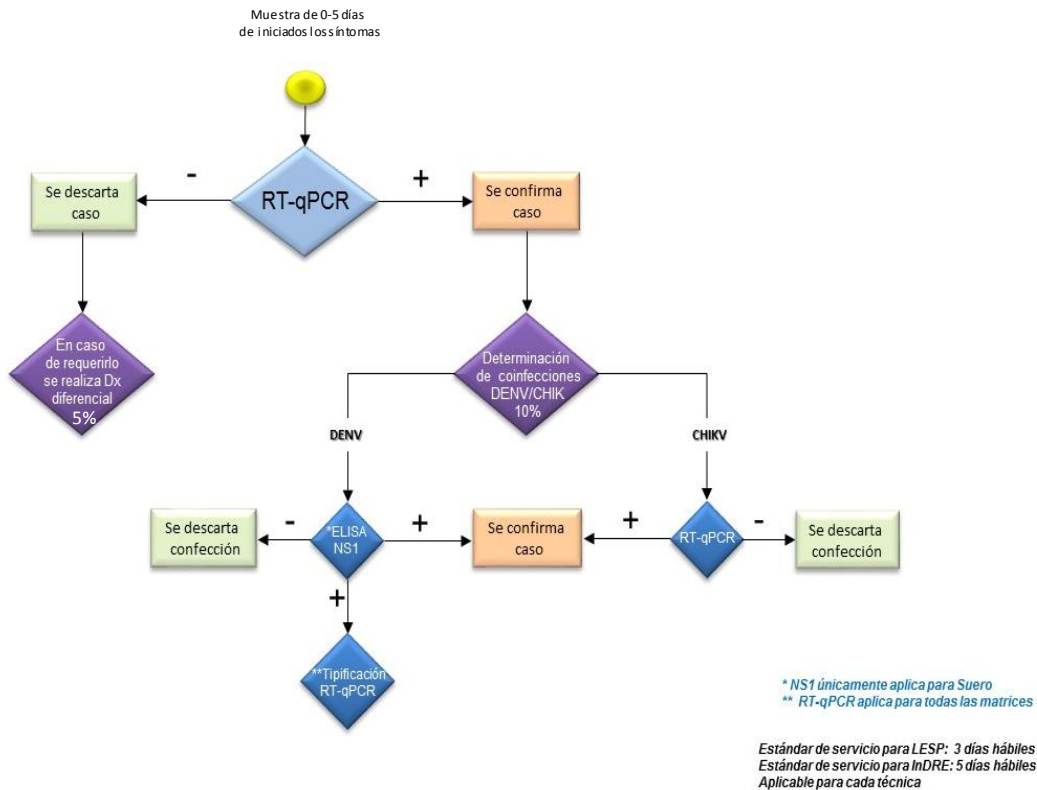 Muestra de 0-5 días
de iniciados los síntomas
-
+
Se descarta
caso
RT-qPCR
Se confirma
caso
En caso
de requerirlo
se realiza Dx
diferencial
5%
Determinación
de coinfecciones
DENV/CHIK
10%
DENV
CHIKV
Se descarta
confección
-
*ELISA
NS1
+
Se confirma
caso
+
RT-qPCR
-
Se descarta
confección
+
**Tipificación
RT-qPCR
* NS1 únicamente aplica para Suero
** RT-qPCR aplica para todas las matrices
Estándar de servicio para LESP: 3 días hábiles
Estándar de servicio para InDRE: 5 días hábiles
Aplicable para cada técnica